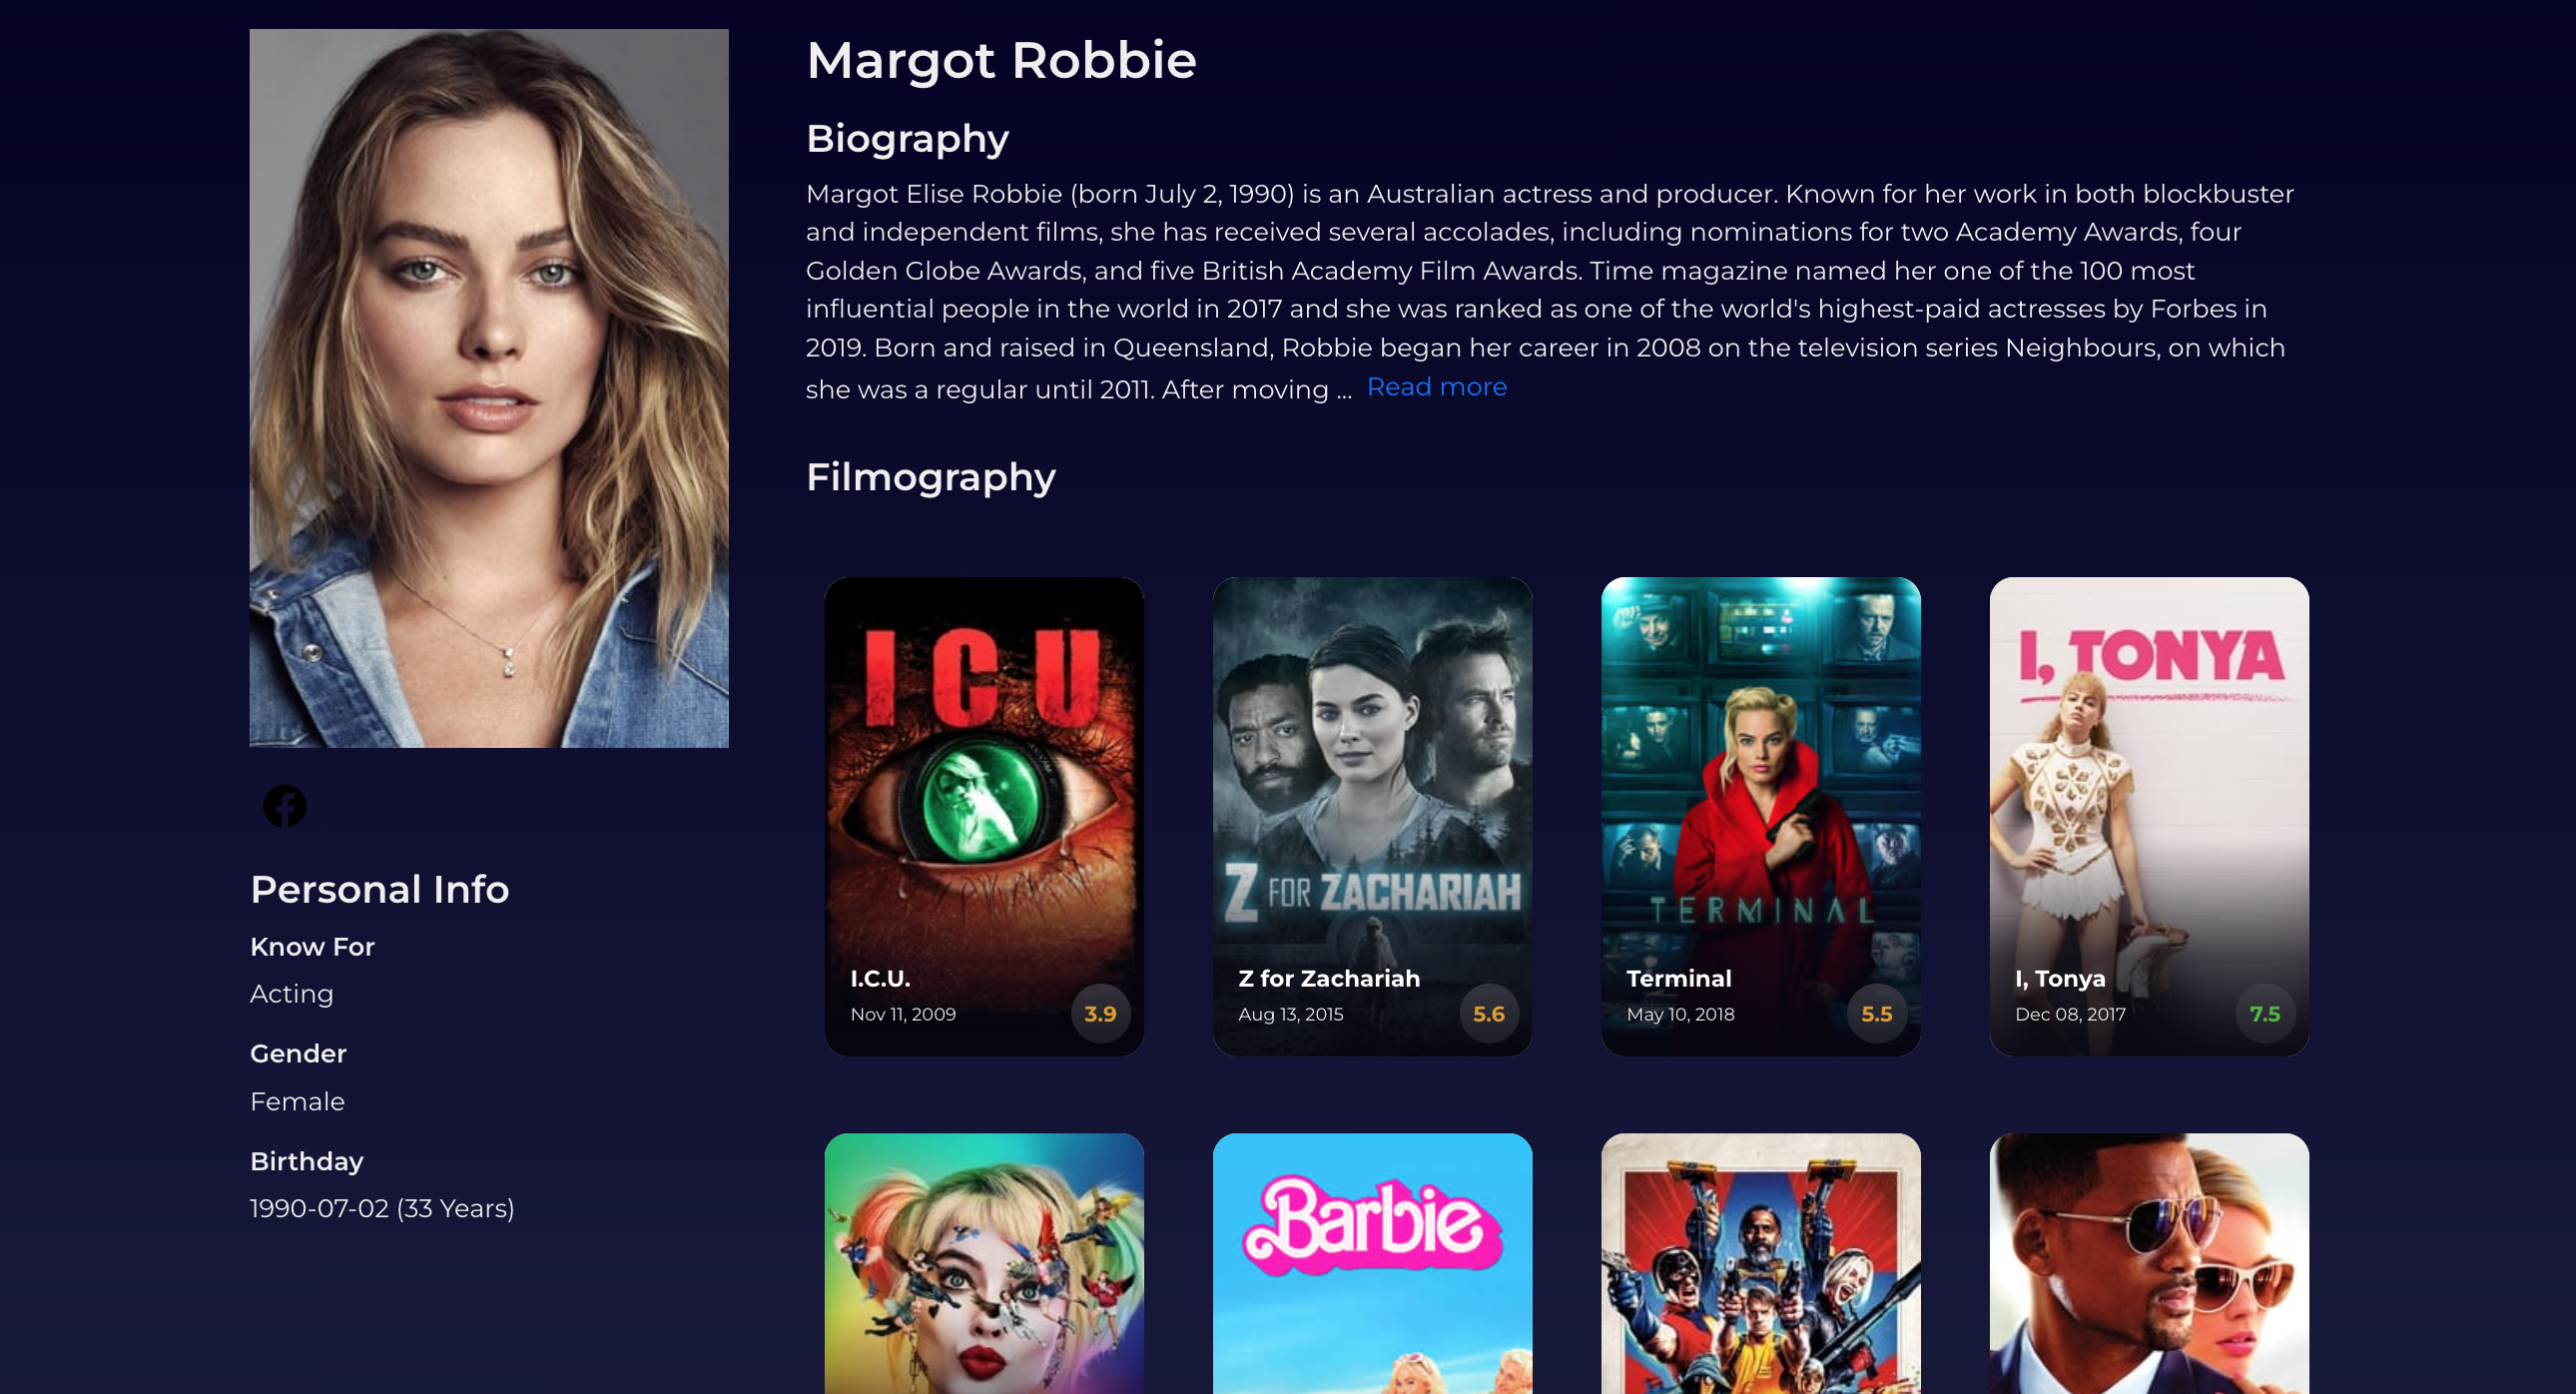 Margot Robbie
Biography
Margot Elise Robbie (born July 2, 1990) is an Australian actress and producer. Known for her work in both blockbuster
and independent films, she has received several accolades, including nominations for two Academy Awards, four
Golden Globe Awards, and five British Academy Film Awards. Time magazine named her one of the 100 most
influential people in the world in 2017 and she was ranked as one of the world's highest-paid actresses by Forbes in
2019. Born and raised in Queensland, Robbie began her career in 2008 on the television series Neighbours, on which
she was a regular until 2011. After moving ... Read more
Personal Info
Know For
Acting
Gender
Female
Birthday
1990-07-02 (33 Years)
Filmography
ICU
I.C.U.
Nov 11, 2009
3.9
Z FOR ZACHARIAH
Z for Zachariah
Aug 13, 2015
5.6
TERMINAL
Terminal
May 10, 2018
5.5
I, TONYA
I, Tonya
Dec 08, 2017
7.5
Barbie